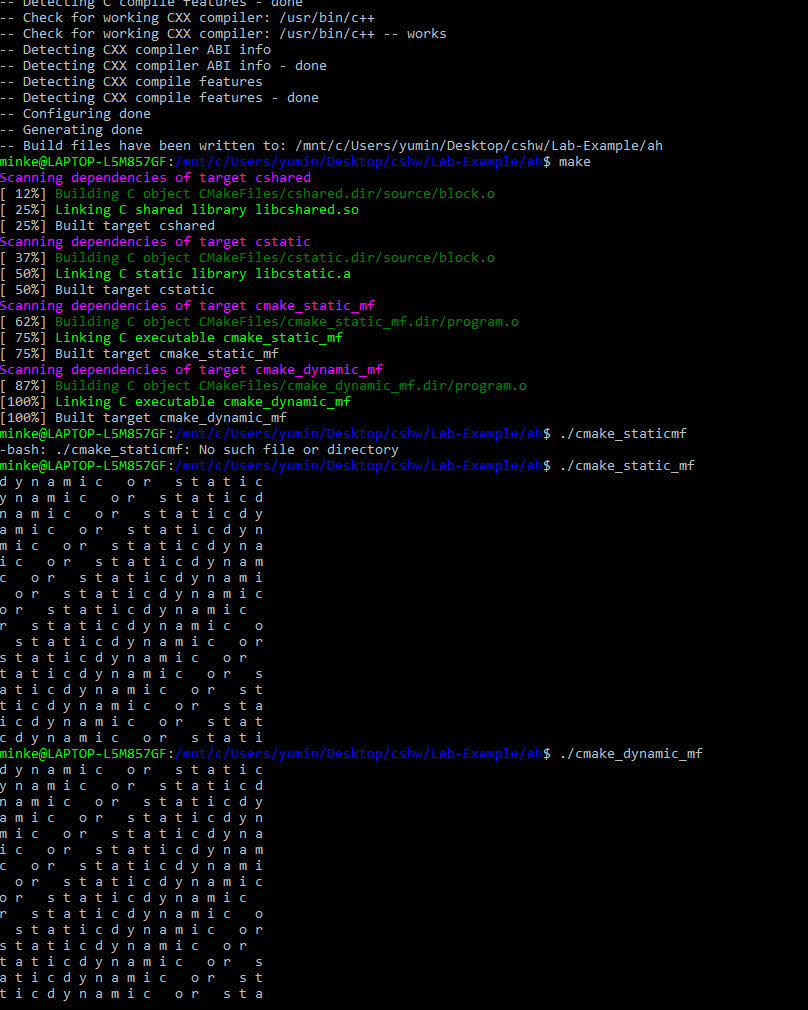 -- Detecting C compile features - done
-- Check for working CXX compiler: /usr/bin/c++
-- Check for working CXX compiler: /usr/bin/c++ -- works
-- Detecting CXX compiler ABI info
-- Detecting CXX compiler ABI info - done
-- Detecting CXX compile features
-- Detecting CXX compile features - done
-- Configuring done
-- Generating done
-- Build files have been written to: /mnt/c/Users/yumin/Desktop/cshw/Lab-Example/ah
minke@LAPTOP-L5M857GF:/mnt/c/Users/yumin/Desktop/cshw/Lab-Example/ah$ make
Scanning dependencies of target cshared
[ 12%] Building C object CMakeFiles/cshared.dir/source/block.o
[ 25%] Linking C shared library libcshared.so
[ 25%] Built target cshared
Scanning dependencies of target cstatic
[ 37%] Building C object CMakeFiles/cstatic.dir/source/block.o
[ 50%] Linking C static library libcstatic.a
[ 50%] Built target cstatic
Scanning dependencies of target cmake_static_mf
[ 62%] Building C object CMakeFiles/cmake_static_mf.dir/program.o
[ 75%] Linking C executable cmake_static_mf
[ 75%] Built target cmake_static_mf
Scanning dependencies of target cmake_dynamic_mf
[ 87%] Building C object CMakeFiles/cmake_dynamic_mf.dir/program.o
[100%] Linking C executable cmake_dynamic_mf
[100%] Built target cmake_dynamic_mf
minke@LAPTOP-L5M857GF:/mnt/c/Users/yumin/Desktop/cshw/Lab-Example/ah$ ./cmake_staticmf
-bash: ./cmake_staticmf: No such file or directory
minke@LAPTOP-L5M857GF:/mnt/c/Users/yumin/Desktop/cshw/Lab-Example/ah$ ./cmake_static_mf
d y n a m i c   o r   s t a t i c
y n a m i c   o r   s t a t i c d
n a m i c   o r   s t a t i c d y
a m i c   o r   s t a t i c d y n
m i c   o r   s t a t i c d y n a
i c   o r   s t a t i c d y n a m
c   o r   s t a t i c d y n a m i
  o r   s t a t i c d y n a m i c
o r   s t a t i c d y n a m i c
r   s t a t i c d y n a m i c   o
  s t a t i c d y n a m i c   o r
s t a t i c d y n a m i c   o r
t a t i c d y n a m i c   o r   s
a t i c d y n a m i c   o r   s t
t i c d y n a m i c   o r   s t a
i c d y n a m i c   o r   s t a t
c d y n a m i c   o r   s t a t i
minke@LAPTOP-L5M857GF:/mnt/c/Users/yumin/Desktop/cshw/Lab-Example/ah$ ./cmake_dynamic_mf
d y n a m i c   o r   s t a t i c
y n a m i c   o r   s t a t i c d
n a m i c   o r   s t a t i c d y
a m i c   o r   s t a t i c d y n
m i c   o r   s t a t i c d y n a
i c   o r   s t a t i c d y n a m
c   o r   s t a t i c d y n a m i
  o r   s t a t i c d y n a m i c
o r   s t a t i c d y n a m i c
r   s t a t i c d y n a m i c   o
  s t a t i c d y n a m i c   o r
s t a t i c d y n a m i c   o r
t a t i c d y n a m i c   o r   s
a t i c d y n a m i c   o r   s t
t i c d y n a m i c   o r   s t a